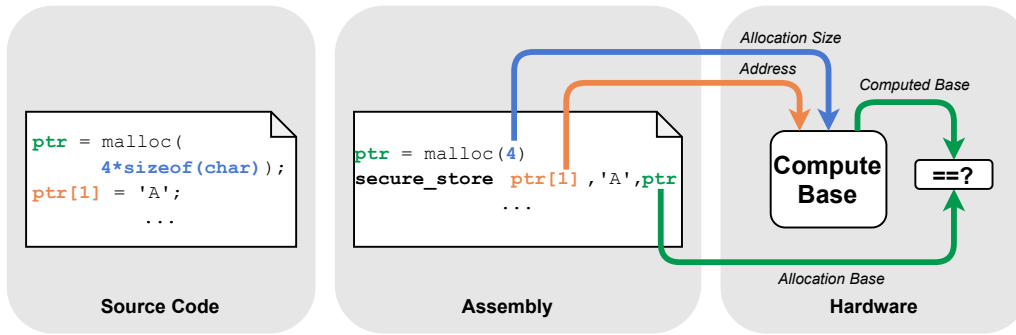 ptr = malloc(
4*sizeof(char));
ptr[1] = 'A';
...
Source Code
ptr = malloc(4)
secure_store ptr[1] ,'A',ptr
...
Assembly
Allocation Size
Address
Computed Base
Compute
Base
==?
Allocation Base
Hardware